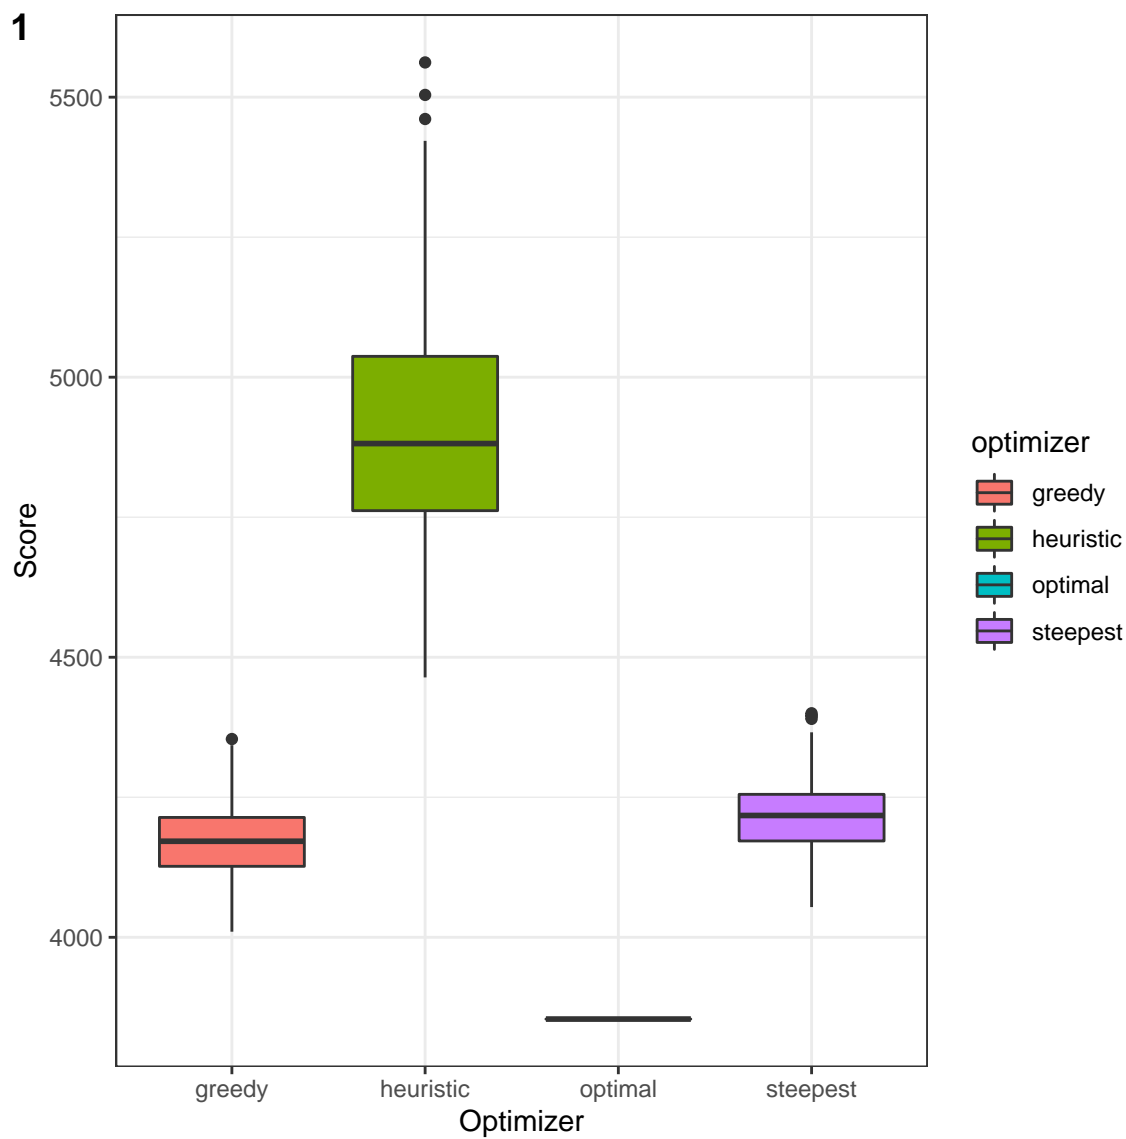 1
5500
5000
4500
4000
Score
greedy
heuristic
optimal
steepest
Optimizer
optimizer
greedy
heuristic
optimal
steepest